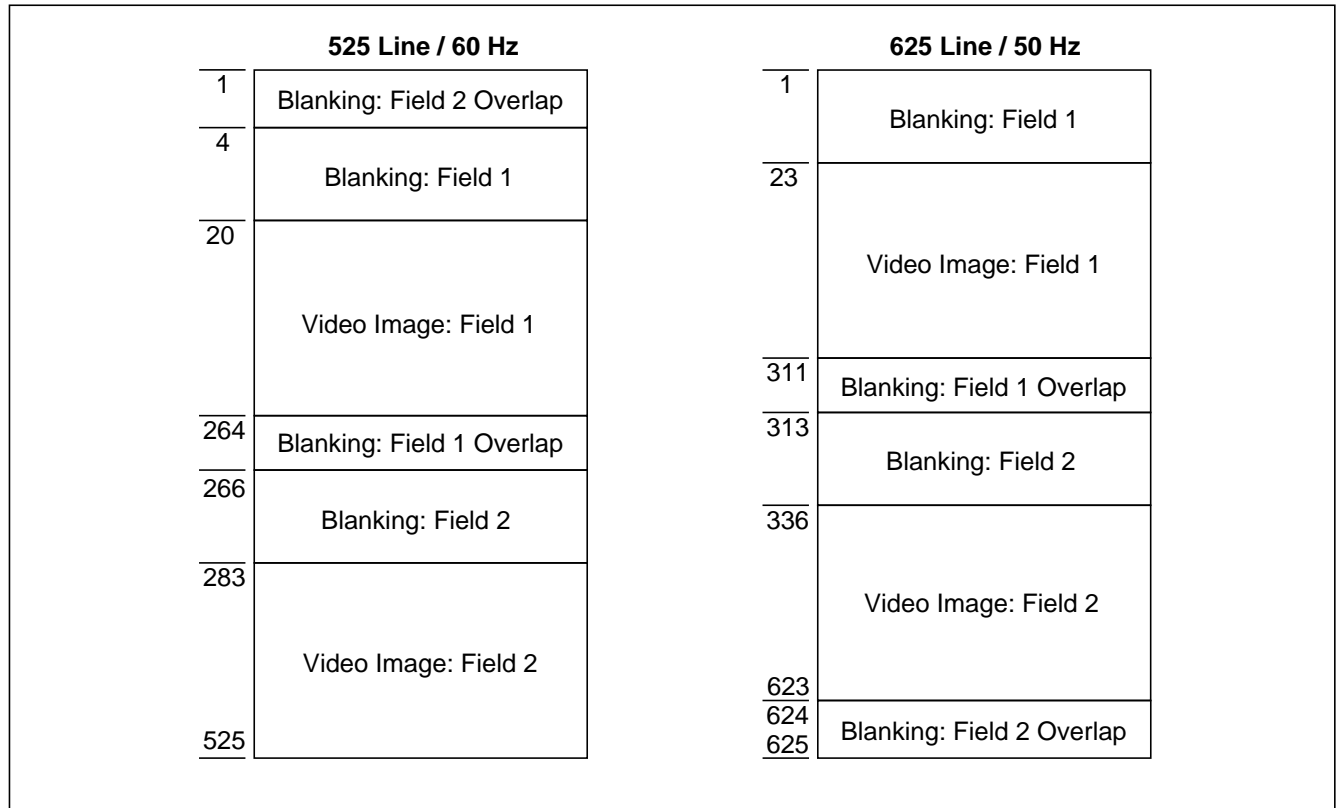 525 Line / 60 Hz
1
Blanking: Field 2 Overlap
4
Blanking: Field 1
20
Video Image: Field 1
264
Blanking: Field 1 Overlap
266
Blanking: Field 2
283
Video Image: Field 2
525
625 Line / 50 Hz
1
Blanking: Field 1
23
Video Image: Field 1
311
Blanking: Field 1 Overlap
313
Blanking: Field 2
336
Video Image: Field 2
623
624
Blanking: Field 2 Overlap
625